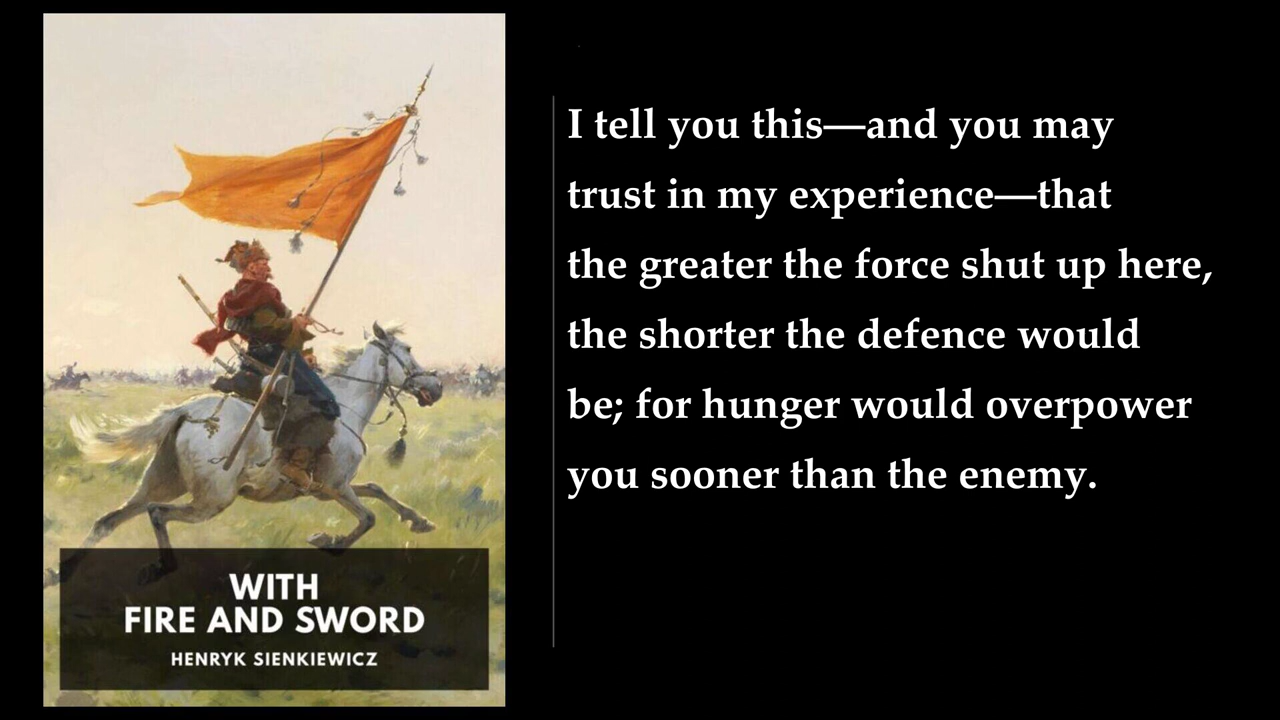 WITH
FIRE AND SWORD
HENRYK SIENKIEWICZ
I tell you this—and you may
trust in my experience—that
the greater the force shut up here,
the shorter the defence would
be; for hunger would overpower
you sooner than the enemy.